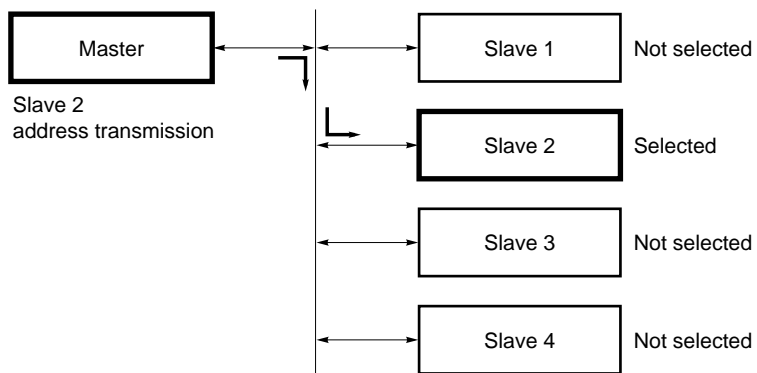 Master
Slave 2
address transmission
Slave 1
Not selected
Slave 2
Selected
Slave 3
Not selected
Slave 4
Not selected